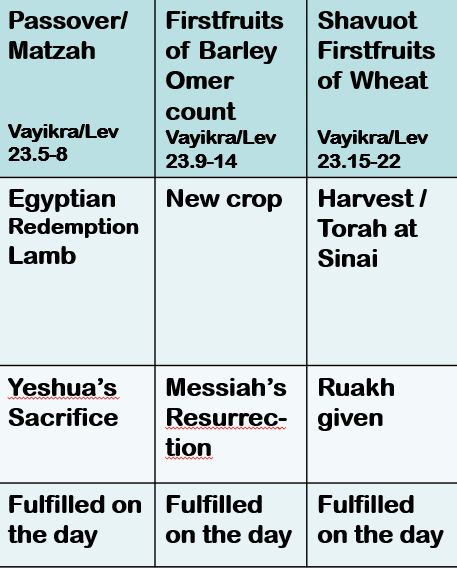 Passover/
Matzah
Vayikra/Lev
23.5-8
Firstfruits
of Barley
Omer
count
Vayikra/Lev
23.9-14
Shavuot
Firstfruits
of Wheat
Vayikra/Lev
23.15-22
Egyptian
Redemption
Lamb
New crop
Harvest /
Torah at
Sinai
Yeshua’s
Sacrifice
Messiah’s
Resurrec-
tion
Ruakh
given
Fulfilled on
the day
Fulfilled
on the day
Fulfilled
on the day